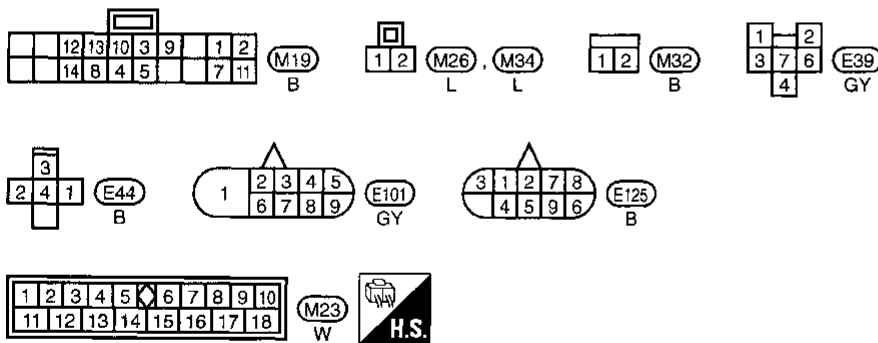 12 13 10 3 9 1 2
14 8 4 5 7 11
M19
B
1 2
M26 , M34
L L
1 2
M32
B
1 2
3 7 6
4
E39
GY
3
2 4 1
E44
B
1 2 3 4 5
6 7 8 9
E101
GY
3 1 2 7 8
4 5 9 6
E125
B
1 2 3 4 5 6 7 8 9 10
11 12 13 14 15 16 17 18
M23
W
H.S.